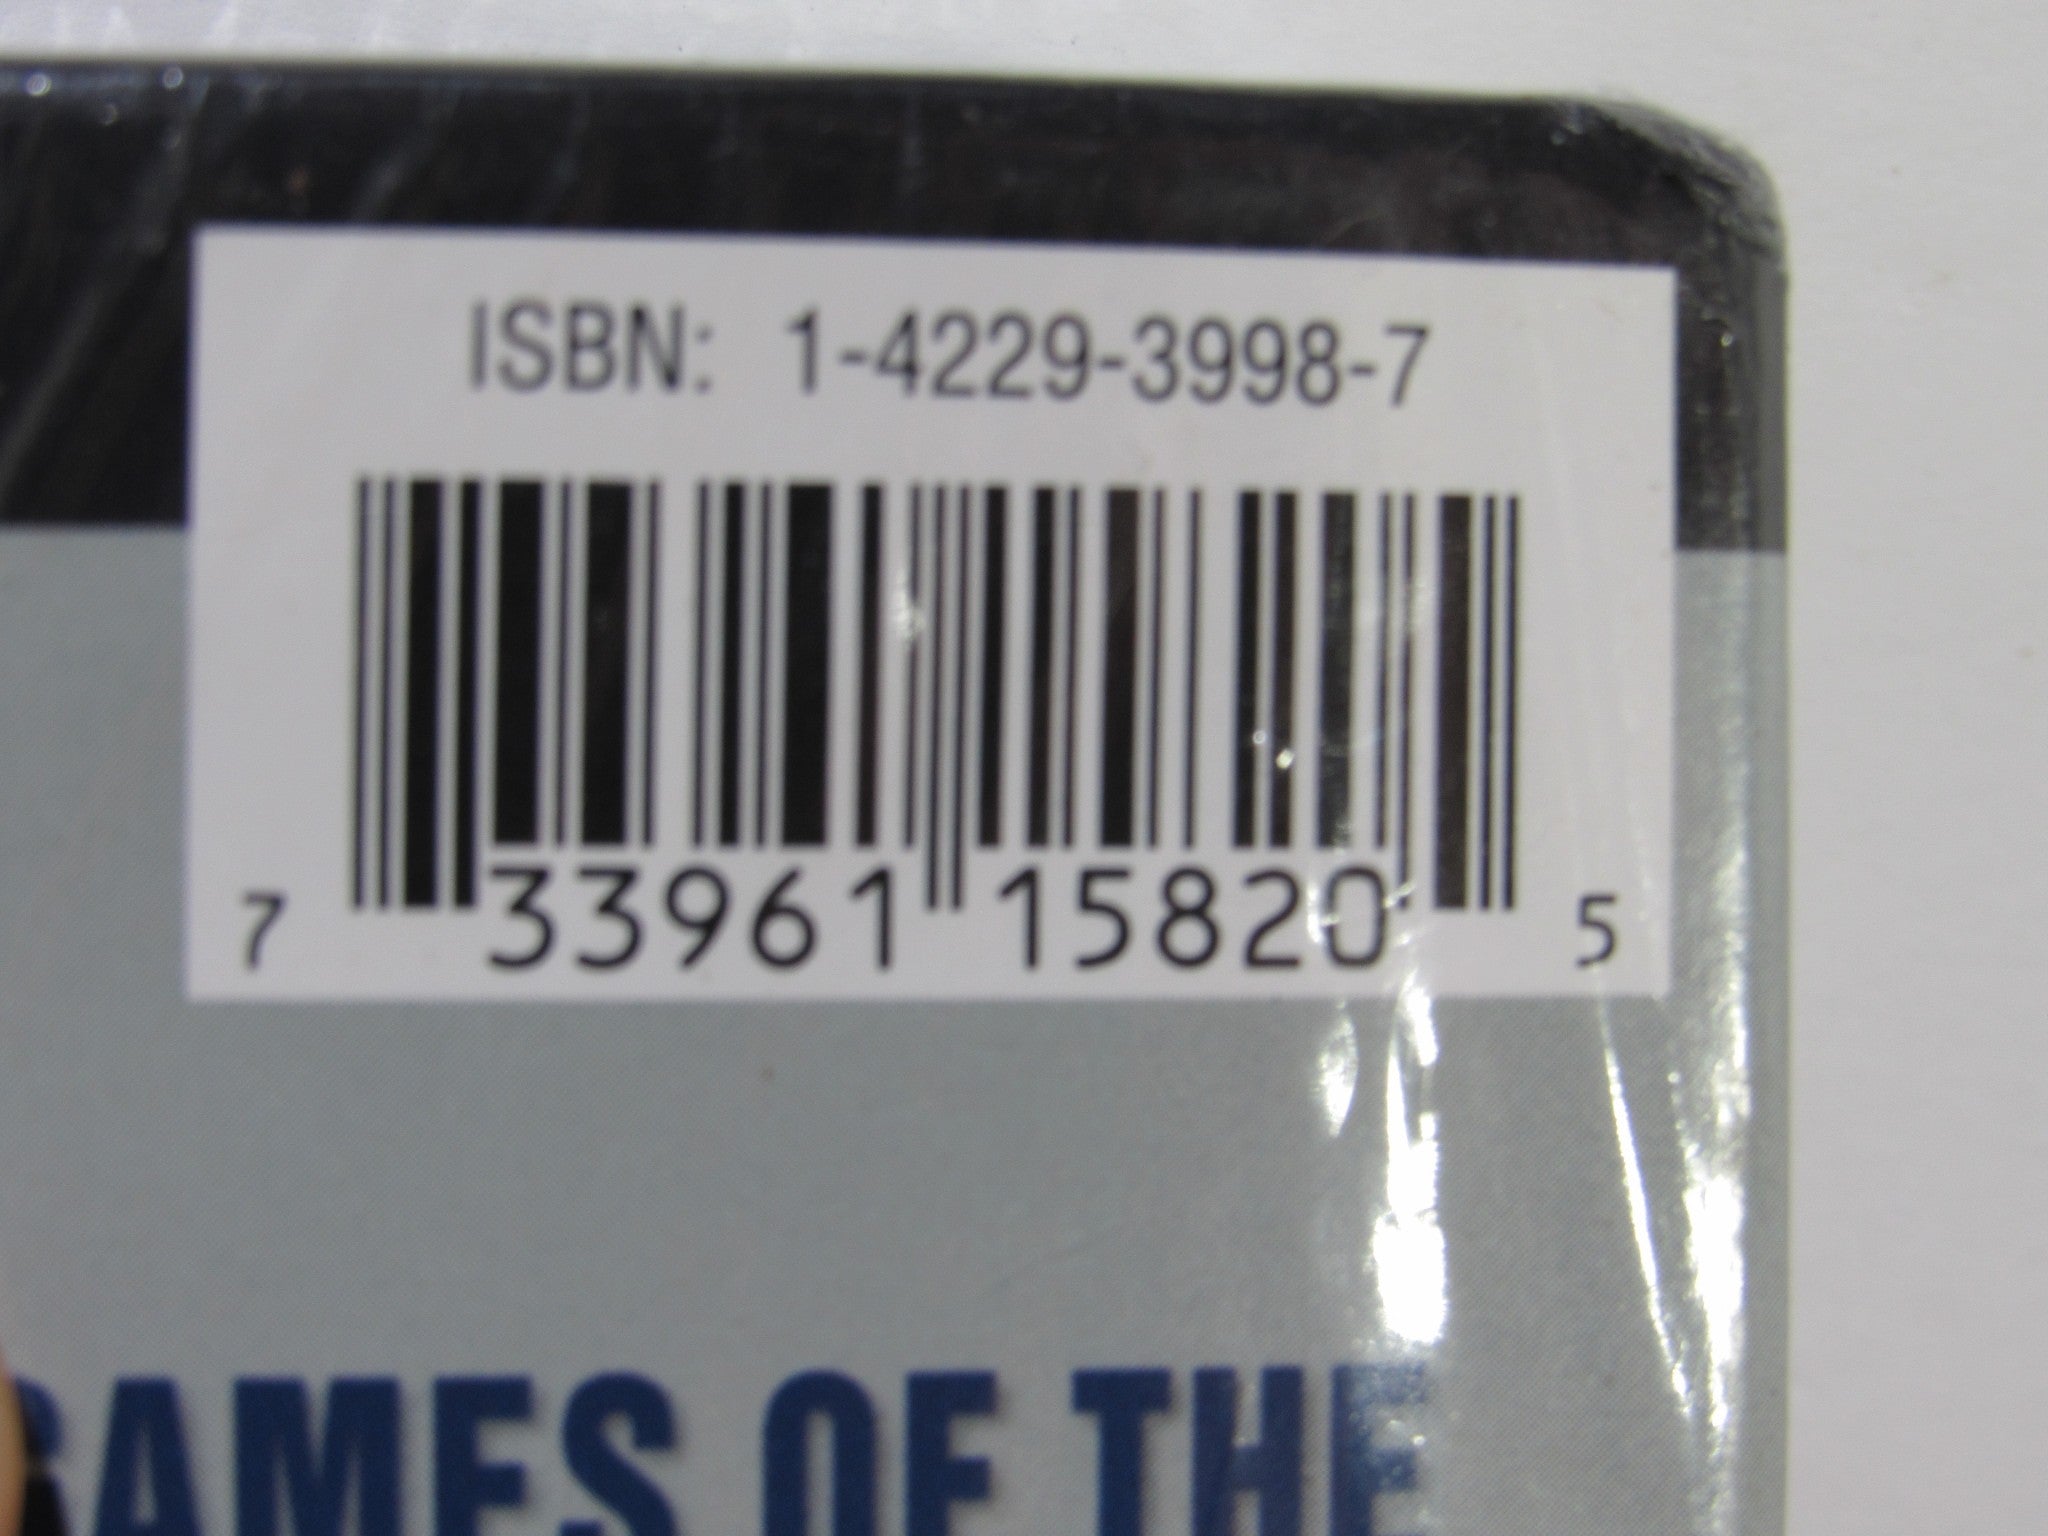 ISBN: 1-4229-3998-7
7 33961 15820 5
GAMES OF THE